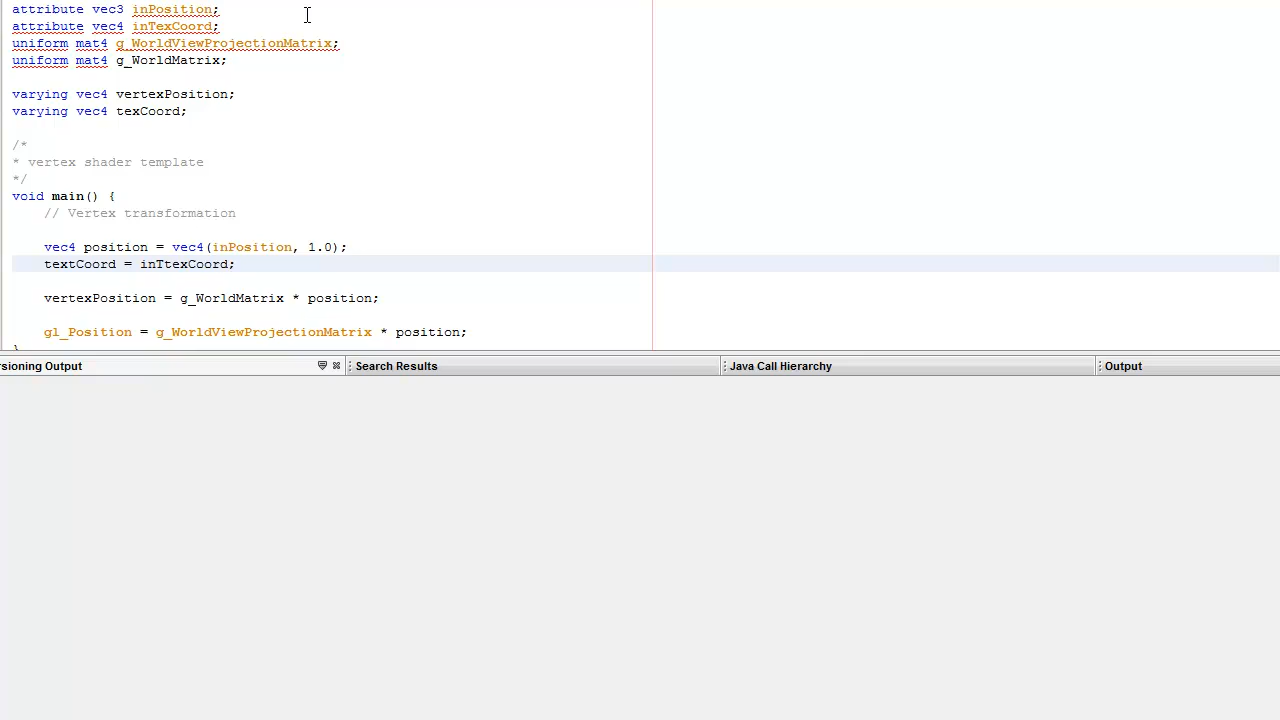 attribute vec3 inPosition;
attribute vec4 inTexCoord;
uniform mat4 g_WorldViewProjectionMatrix;
uniform mat4 g_WorldMatrix;
varying vec4 vertexPosition;
varying vec4 texCoord;
/*
* vertex shader template
*/
void main() {
// Vertex transformation
vec4 position = vec4(inPosition, 1.0);
textCoord = inTtexCoord;
vertexPosition = g_WorldMatrix * position;
gl_Position = g_WorldViewProjectionMatrix * position;
}
rsioning Output
Search Results
Java Call Hierarchy
Output